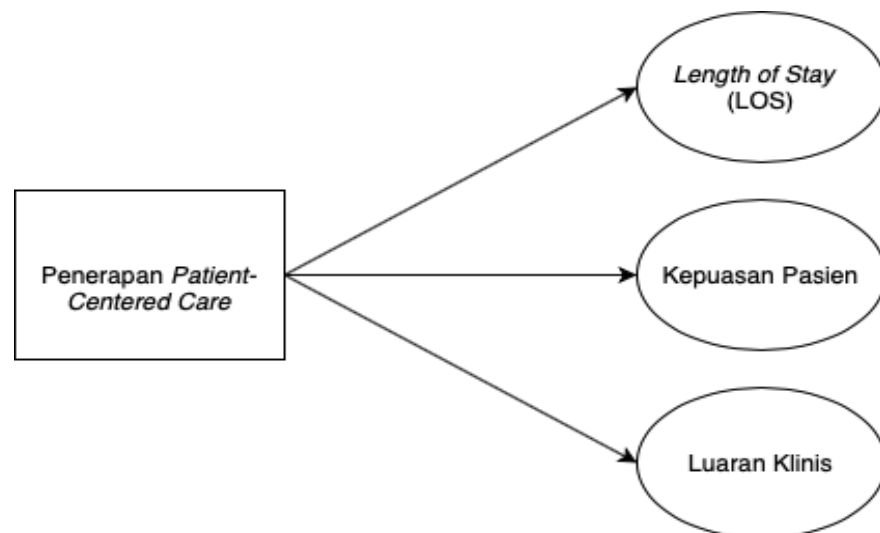 Penerapan Patient-
Centered Care
Length of Stay
(LOS)
Kepuasan Pasien
Luaran Klinis